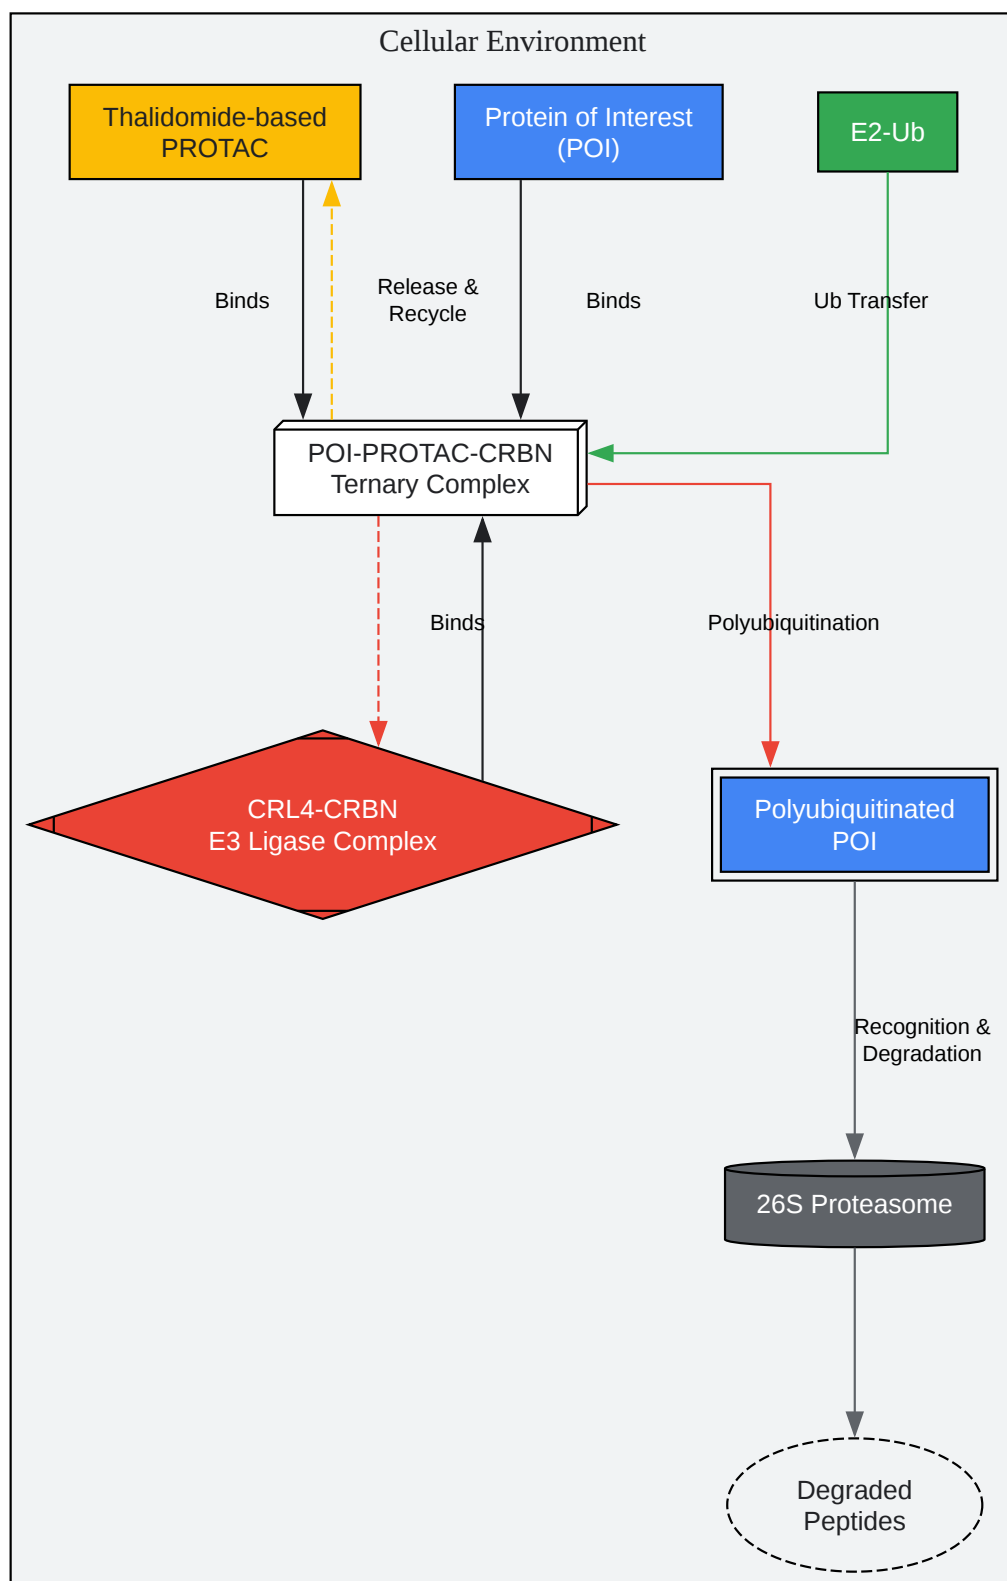 Cellular Environment
Thalidomide-based
PROTAC
Protein of Interest
(POI)
E2-Ub
Binds
Release &
Recycle
Binds
Ub Transfer
POI-PROTAC-CRBN
Ternary Complex
Binds
Polyubiquitination
CRL4-CRBN
E3 Ligase Complex
Polyubiquitinated
POI
Recognition &
Degradation
26S Proteasome
Degraded
Peptides